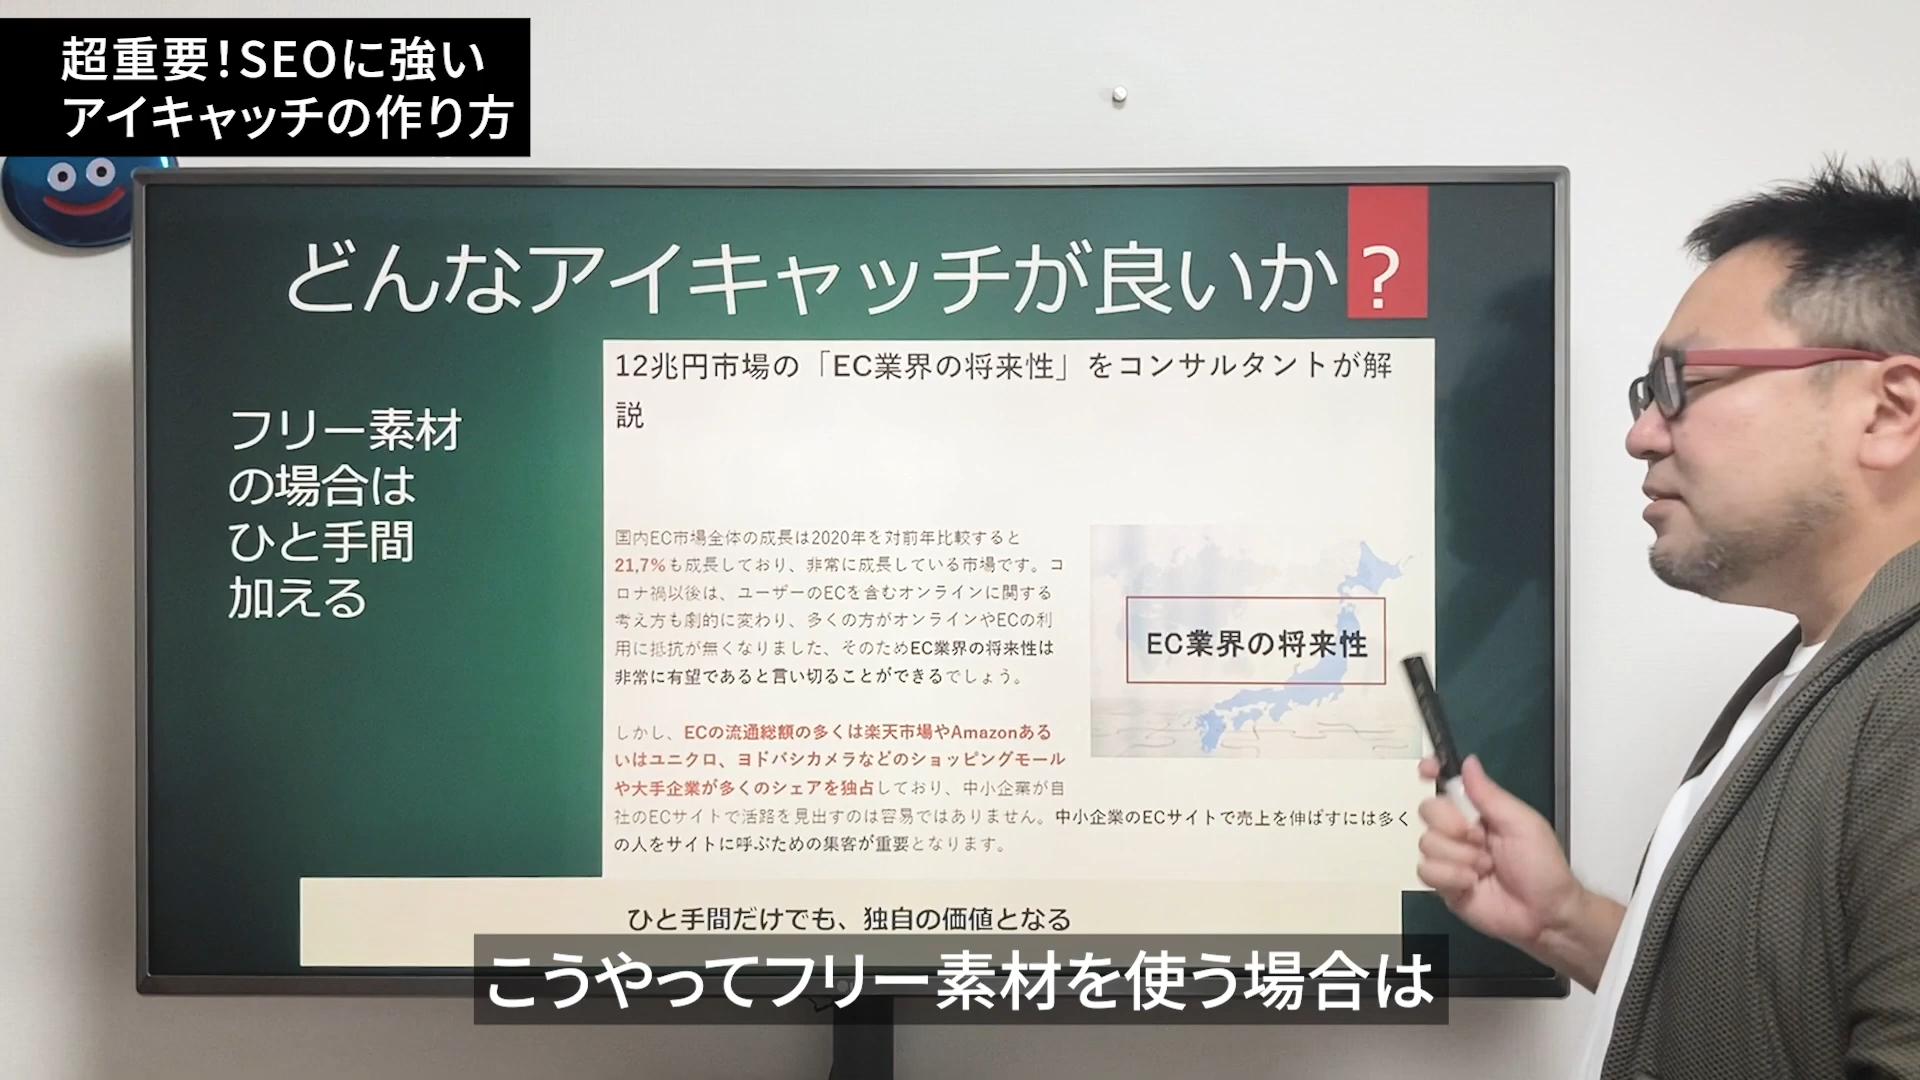 超重要！SEOに強い
アイキャッチの作り方
どんなアイキャッチが良いか？
フリー素材
の場合は
ひと手間
加える
12兆円市場の「EC業界の将来性」をコンサルタントが解
説
国内EC市場全体の成長は2020年を対前年比較すると
21,7%も成長しており、非常に成長している市場です。コ
ロナ禍以後は、ユーザーのECを含むオンラインに関する
考え方も劇的に変わり、多くの方がオンラインやECの利
用に抵抗が無くなりました、そのためEC業界の将来性は
非常に有望であると言い切ることができるでしょう。
しかし、ECの流通総額の多くは楽天市場やAmazonある
いはユニクロ、ヨドバシカメラなどのショッピングモール
や大手企業が多くのシェアを独占しており、中小企業が自
社のECサイトで活路を見出すのは容易ではありません。中小企業のECサイトで売上を伸ばすには多く
の人をサイトに呼ぶための集客が重要となります。
EC業界の将来性
ひと手間だけでも、独自の価値となる
こうやってフリー素材を使う場合は